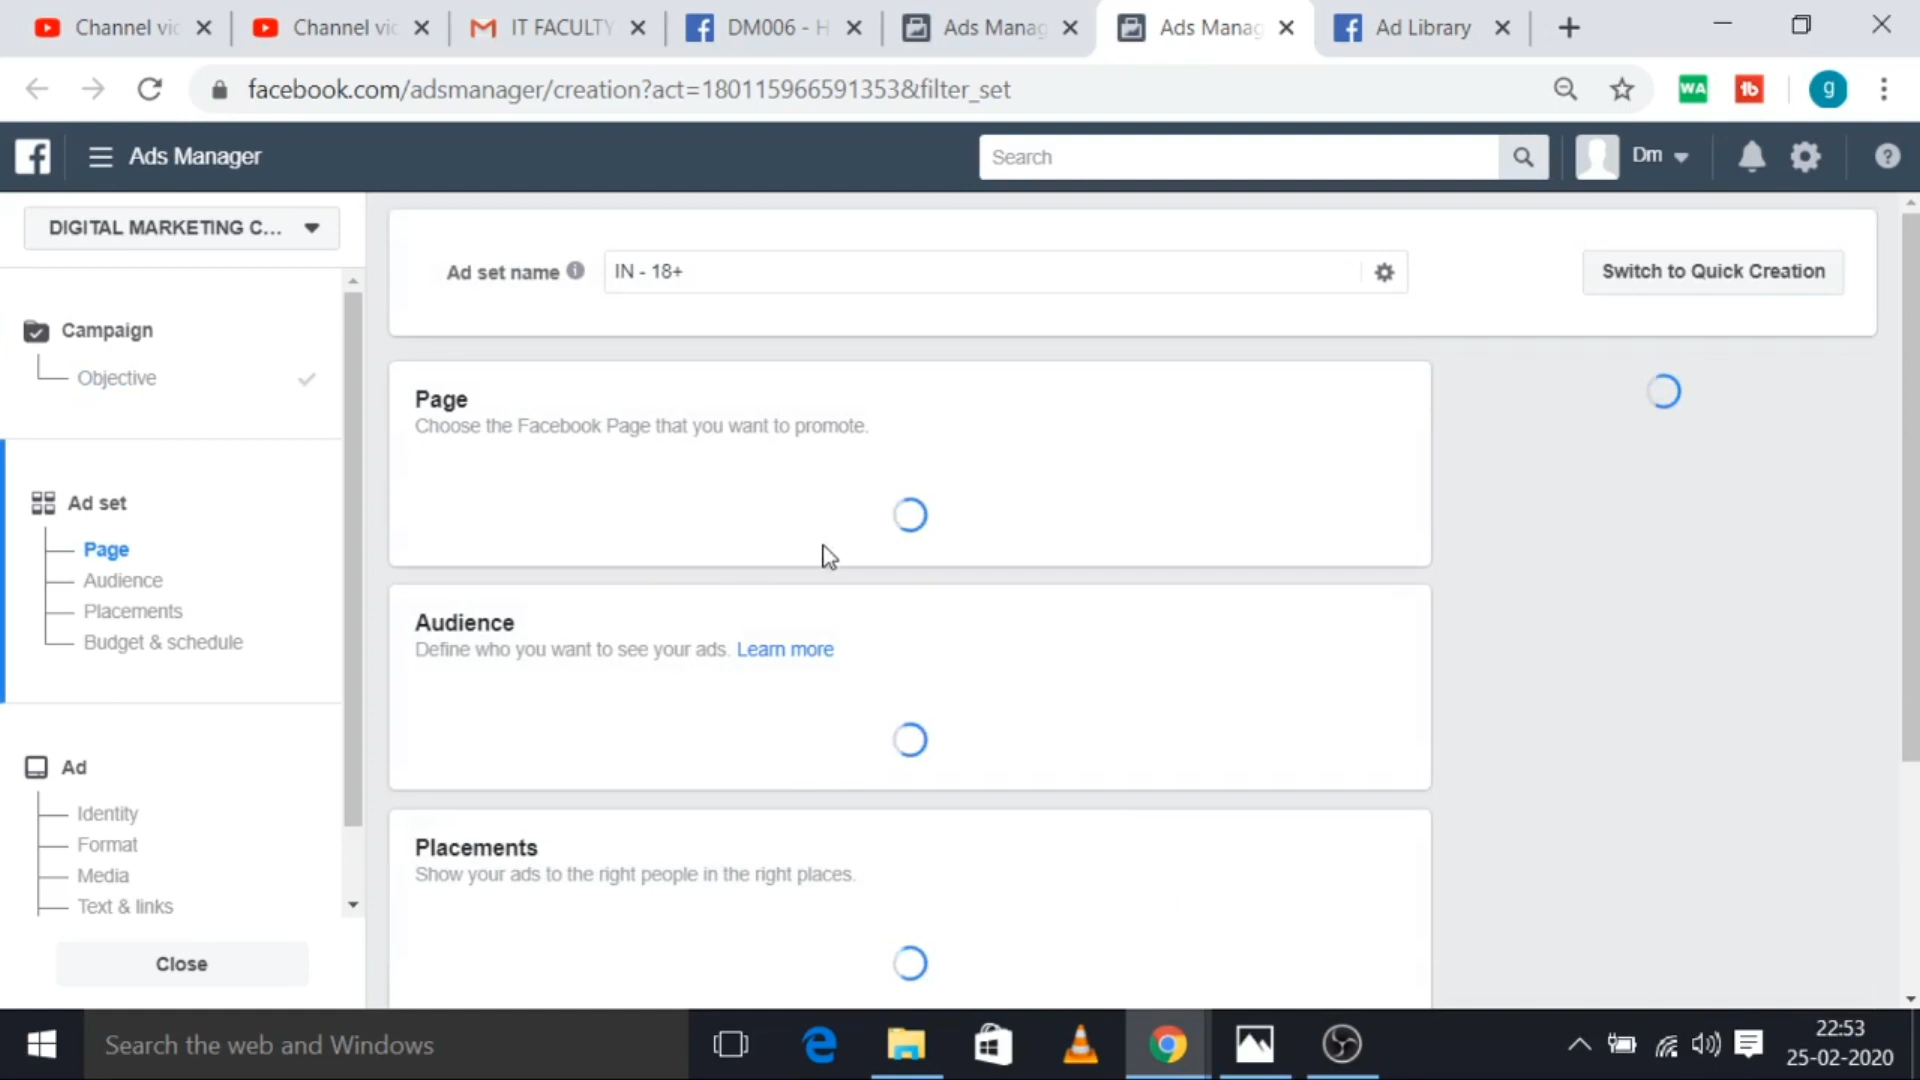 Channel vic
Channel vic
IT FACULTY
DM006 - H
Ads Manag
Ads Manag
Ad Library
facebook.com/adsmanager/creation?act=180115966591353&filter_set
WA
g
Ads Manager
Search
Dm
DIGITAL MARKETING C...
Ad set name
IN - 18+
Switch to Quick Creation
Campaign
Objective
Page
Choose the Facebook Page that you want to promote.
Ad set
Page
Audience
Placements
Budget & schedule
Audience
Define who you want to see your ads. Learn more
Ad
Identity
Format
Media
Text & links
Placements
Show your ads to the right people in the right places.
Close
Search the web and Windows
22:53
25-02-2020